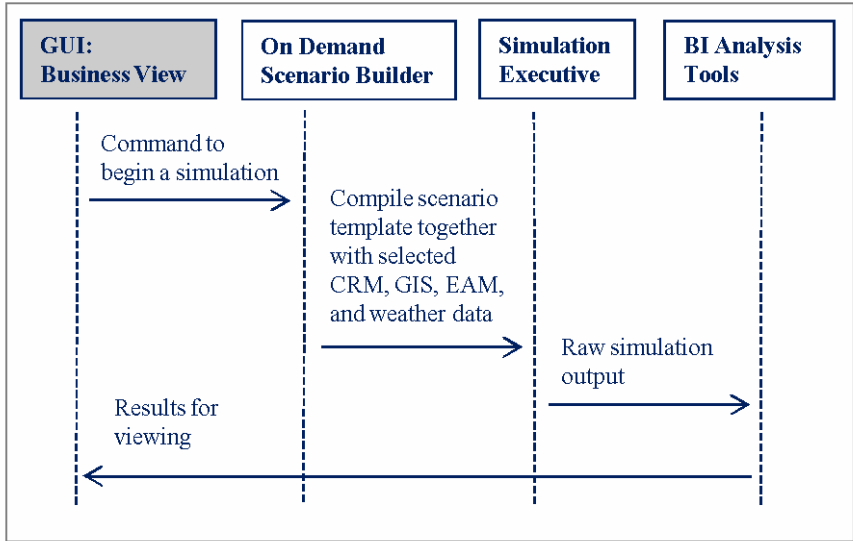 GUI:
Business View
On Demand
Scenario Builder
Simulation
Executive
BI Analysis
Tools
Command to
begin a simulation
Compile scenario
template together
with selected
CRM, GIS, EAM,
and weather data
Raw simulation
output
Results for
viewing